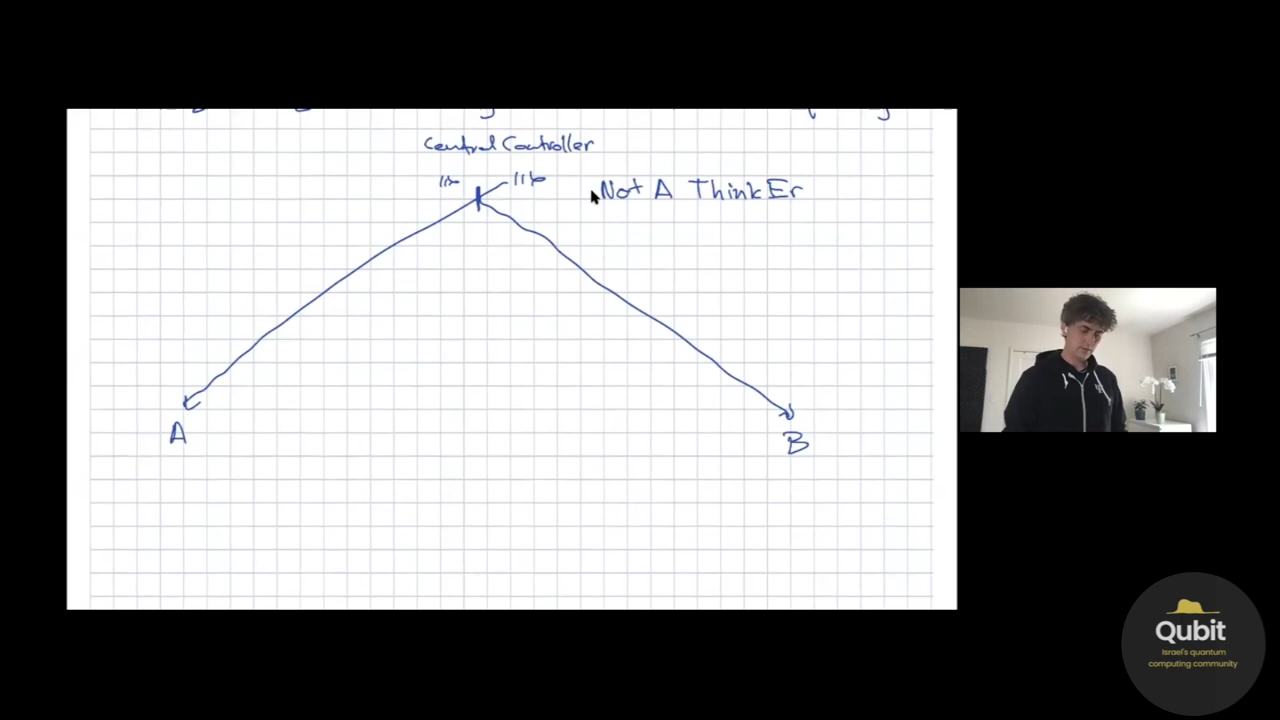 Central Controller
Not A ThinkEr
A
B
Qubit
Israel's quantum
computing community